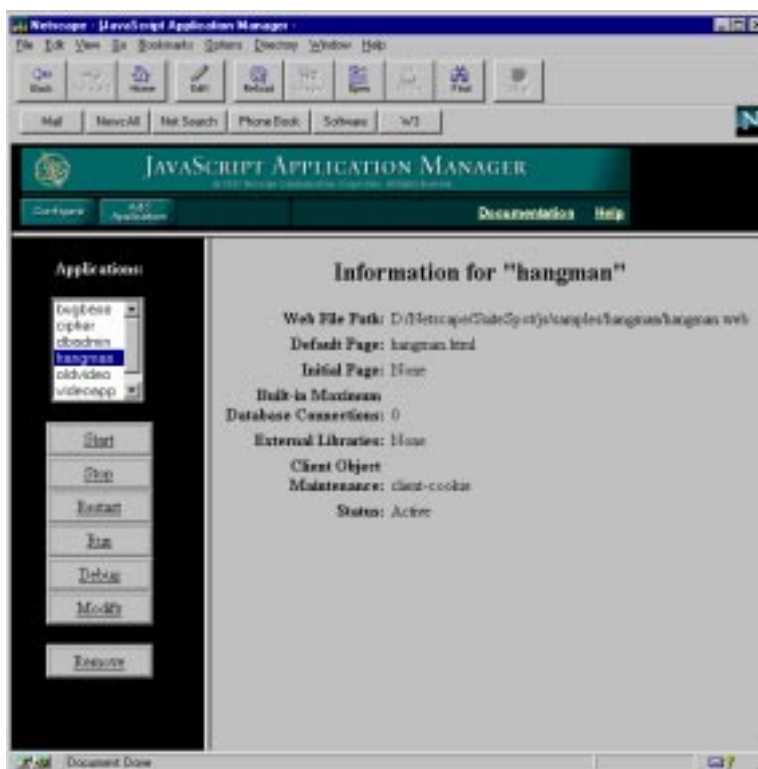 Netscape - [JavaScript Application Manager -
File Edit View Go Bookmarks Options Directory Window Help
Back Home Edit Reload Open Find
Mail News:All Net Search Phone Book Software W3
N
JAVASCRIPT APPLICATION MANAGER
Configure Add Application Documentation Help
Applications:
bugbase
cipher
dbadmin
hangman
oldvideo
videoapp
Start
Stop
Restart
Run
Debug
Modify
Remove
Information for "hangman"
Web File Path: D:/Netscape/SuiteSpot/js/samples/hangman/hangman.web
Default Page: hangman.html
Initial Page: None
Built-in Maximum
Database Connections: 0
External Libraries: None
Client Object
Maintenance: client-cookie
Status: Active
Document: Done